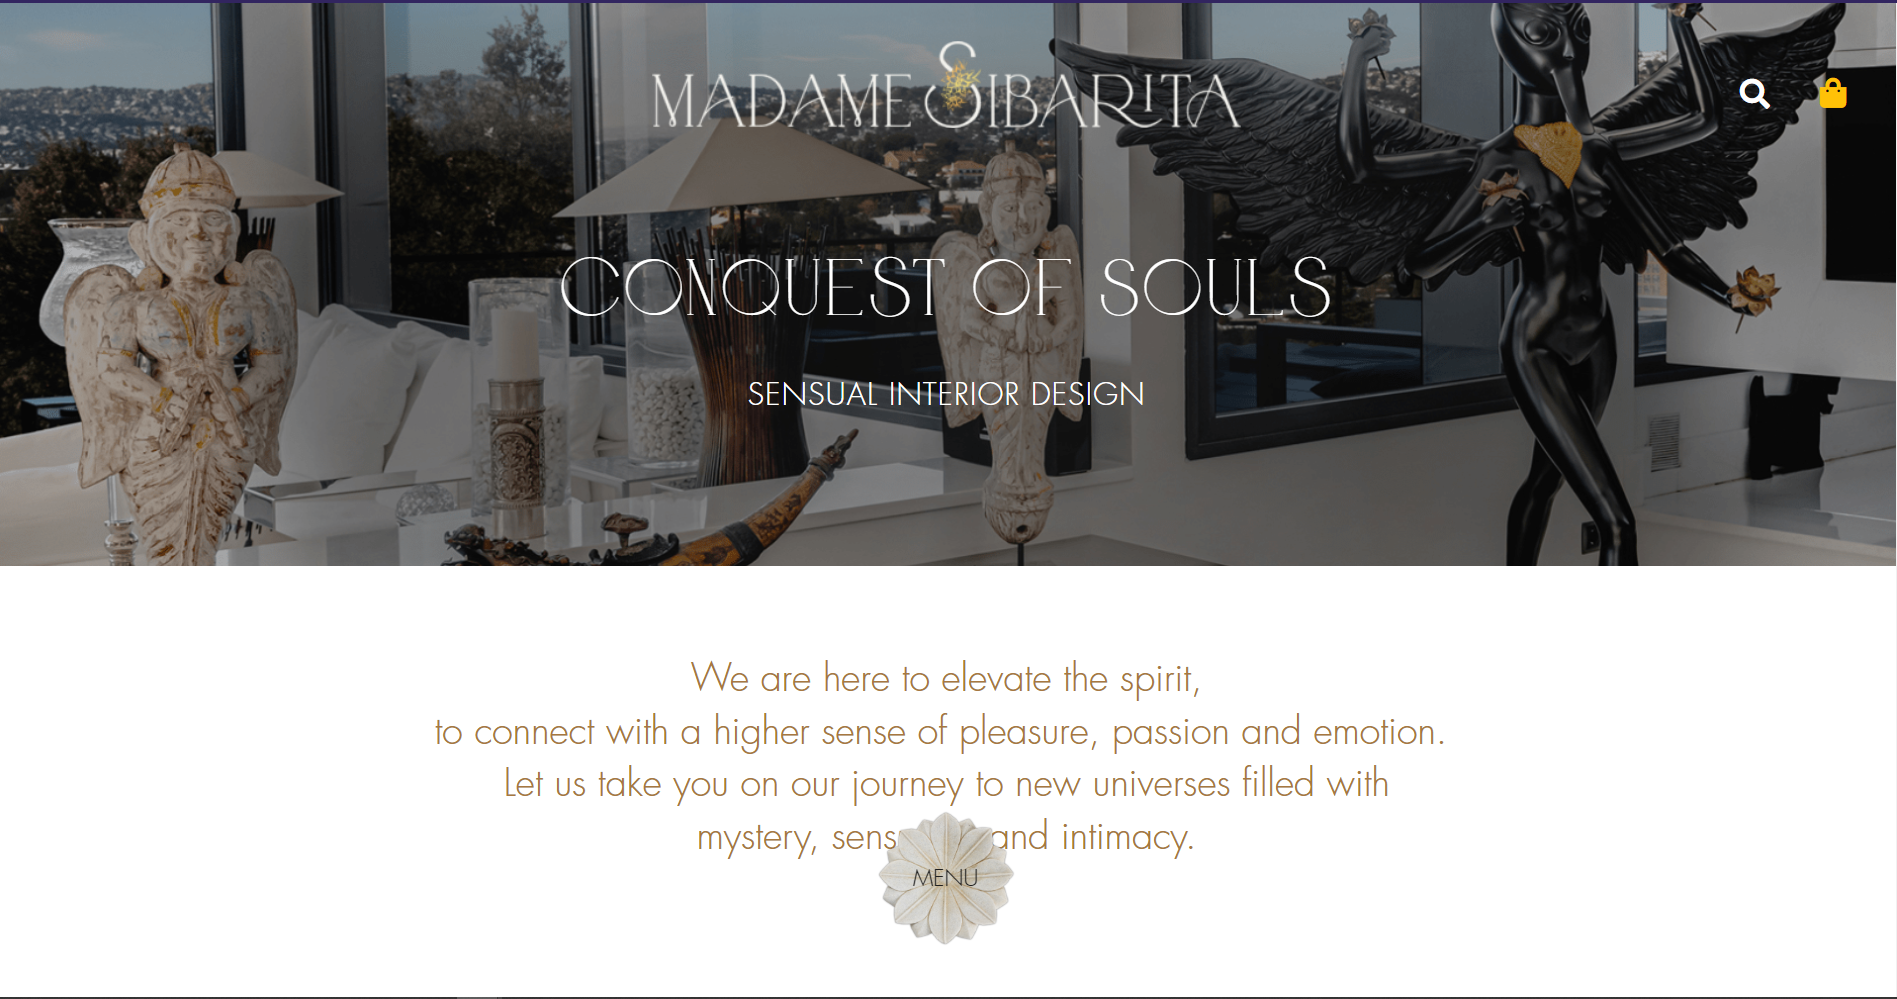 MADAME SIBARITA
CONQUEST OF SOULS
SENSUAL INTERIOR DESIGN
We are here to elevate the spirit,
to connect with a higher sense of pleasure, passion and emotion.
Let us take you on our journey to new universes filled with
mystery, and intimacy.
MENU